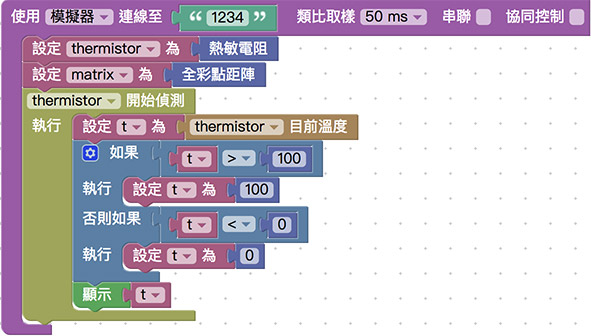 使用 模擬器 連線至 “ 1234 ” 類比取樣 50 ms 串聯 協同控制
設定 thermistor 為 熱敏電阻
設定 matrix 為 全彩點距陣
thermistor 開始偵測
執行 設定 t 為 thermistor 目前溫度
如果 t > 100
執行 設定 t 為 100
否則如果 t < 0
執行 設定 t 為 0
顯示 t